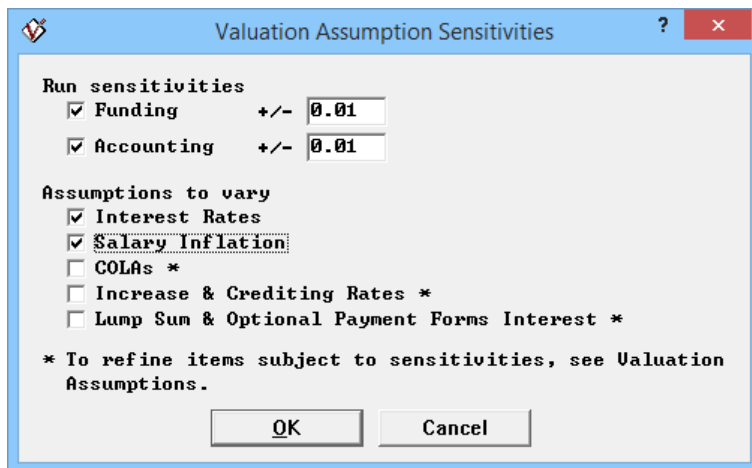 Valuation Assumption Sensitivities ? ×
Run sensitivities
Funding +/- 0.01
Accounting +/- 0.01
Assumptions to vary
Interest Rates
Salary Inflation
COLAs *
Increase & Crediting Rates *
Lump Sum & Optional Payment Forms Interest *
* To refine items subject to sensitivities, see Valuation
Assumptions.
OK Cancel